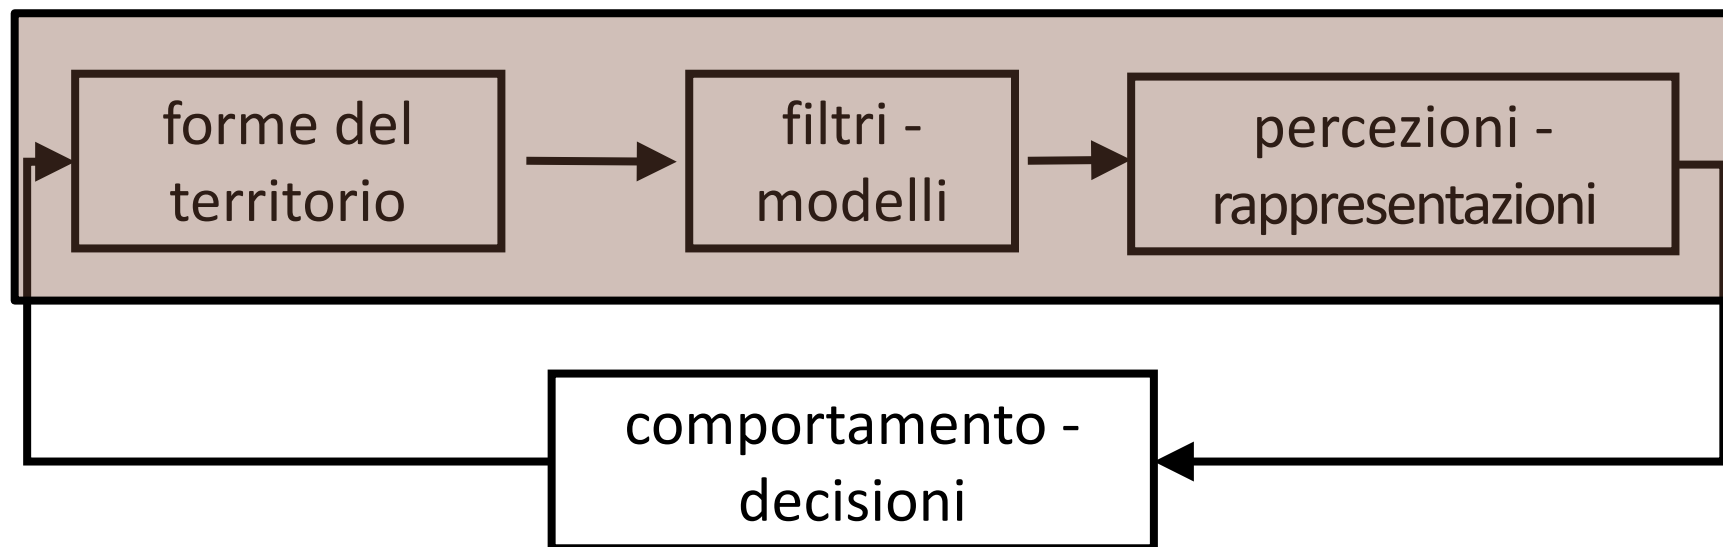 forme del
territorio
filtri -
modelli
percezioni -
rappresentazioni
comportamento -
decisioni